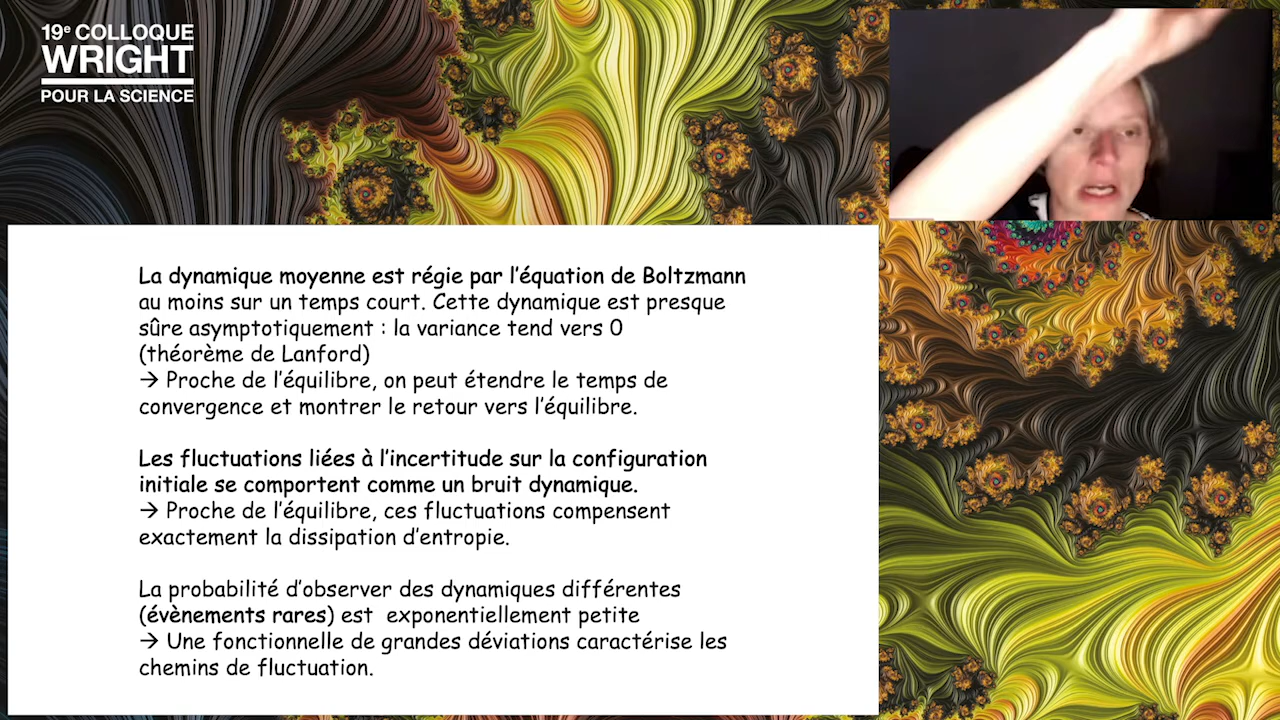 19e COLLOQUE
WRIGHT
POUR LA SCIENCE
La dynamique moyenne est régie par l'équation de Boltzmann
au moins sur un temps court. Cette dynamique est presque
sûre asymptotiquement : la variance tend vers 0
(théorème de Lanford)
→ Proche de l'équilibre, on peut étendre le temps de
convergence et montrer le retour vers l'équilibre.
Les fluctuations liées à l'incertitude sur la configuration
initiale se comportent comme un bruit dynamique.
→ Proche de l'équilibre, ces fluctuations compensent
exactement la dissipation d'entropie.
La probabilité d'observer des dynamiques différentes
(évènements rares) est exponentiellement petite
→ Une fonctionnelle de grandes déviations caractérise les
chemins de fluctuation.